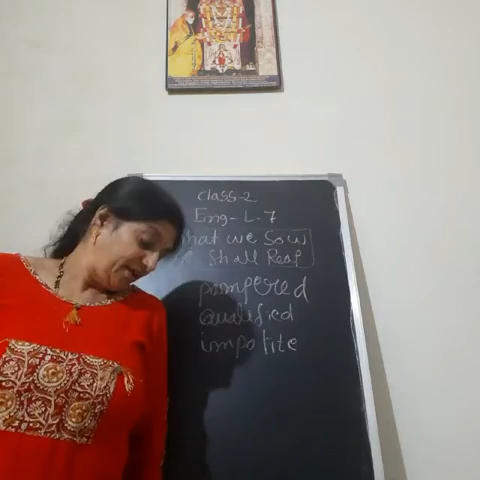 Class-2
Eng- L-7
hat we Sow
Shall Reap
pampered
Qualified
impolite